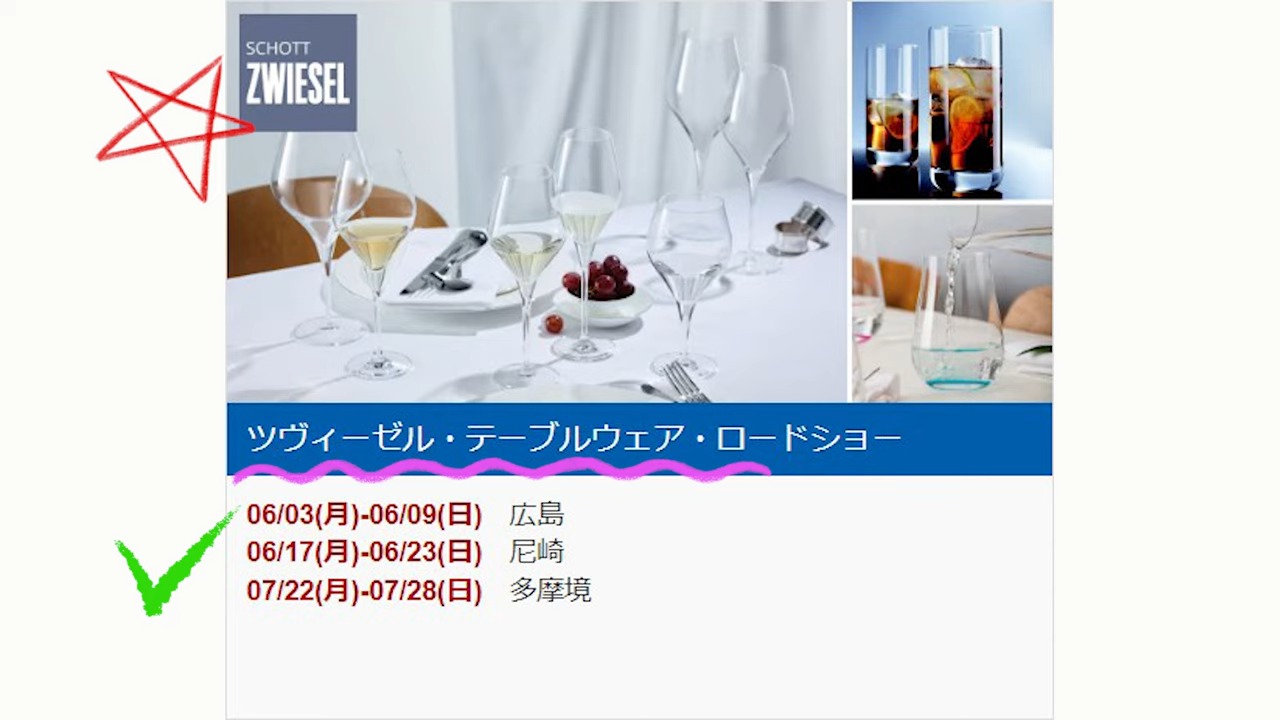 SCHOTT
ZWIESEL
ツヴィーゼル・テーブルウェア・ロードショー
06/03(月)-06/09(日) 広島
06/17(月)-06/23(日) 尼崎
07/22(月)-07/28(日) 多摩境